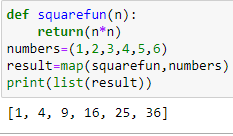 def squarefun(n):
    return(n*n)
numbers=(1,2,3,4,5,6)
result=map(squarefun,numbers)
print(list(result))
[1, 4, 9, 16, 25, 36]